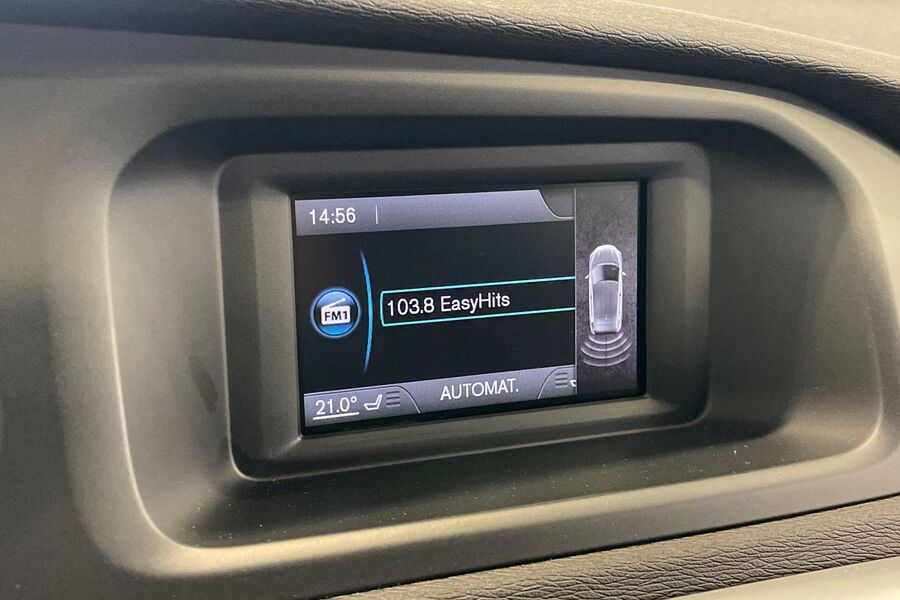 14:56
FM1
103.8 EasyHits
21.0°
AUTOMAT.